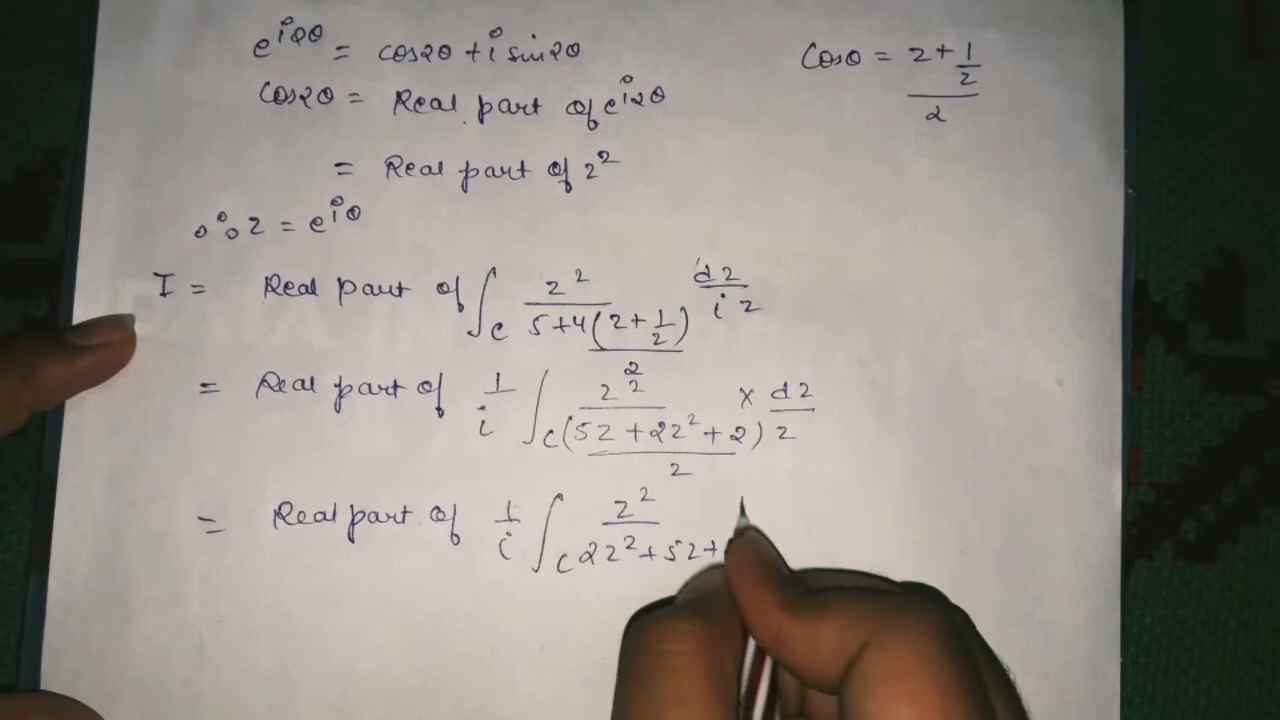 e^{i2θ} = cos2θ + i sin2θ
cosθ = (z + 1/z)/2
cos2θ = Real part of e^{i2θ}
= Real part of z^2
∵ z = e^{iθ}
I = Real part of ∫_C z^2/(5+4(z+1/z)/2) dz/iz
= Real part of 1/i ∫_C z^2/((5z+2z^2+2)/z) × dz/z
= Real part of 1/i ∫_C z^2/(2z^2+5z+